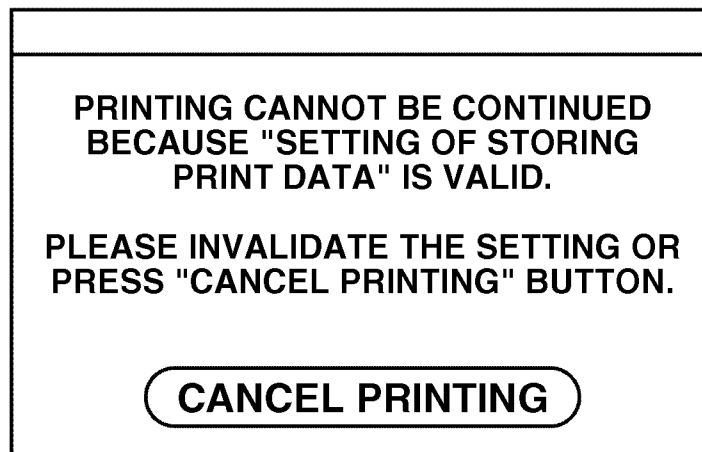 PRINTING CANNOT BE CONTINUED
BECAUSE "SETTING OF STORING
PRINT DATA" IS VALID.
PLEASE INVALIDATE THE SETTING OR
PRESS "CANCEL PRINTING" BUTTON.
CANCEL PRINTING